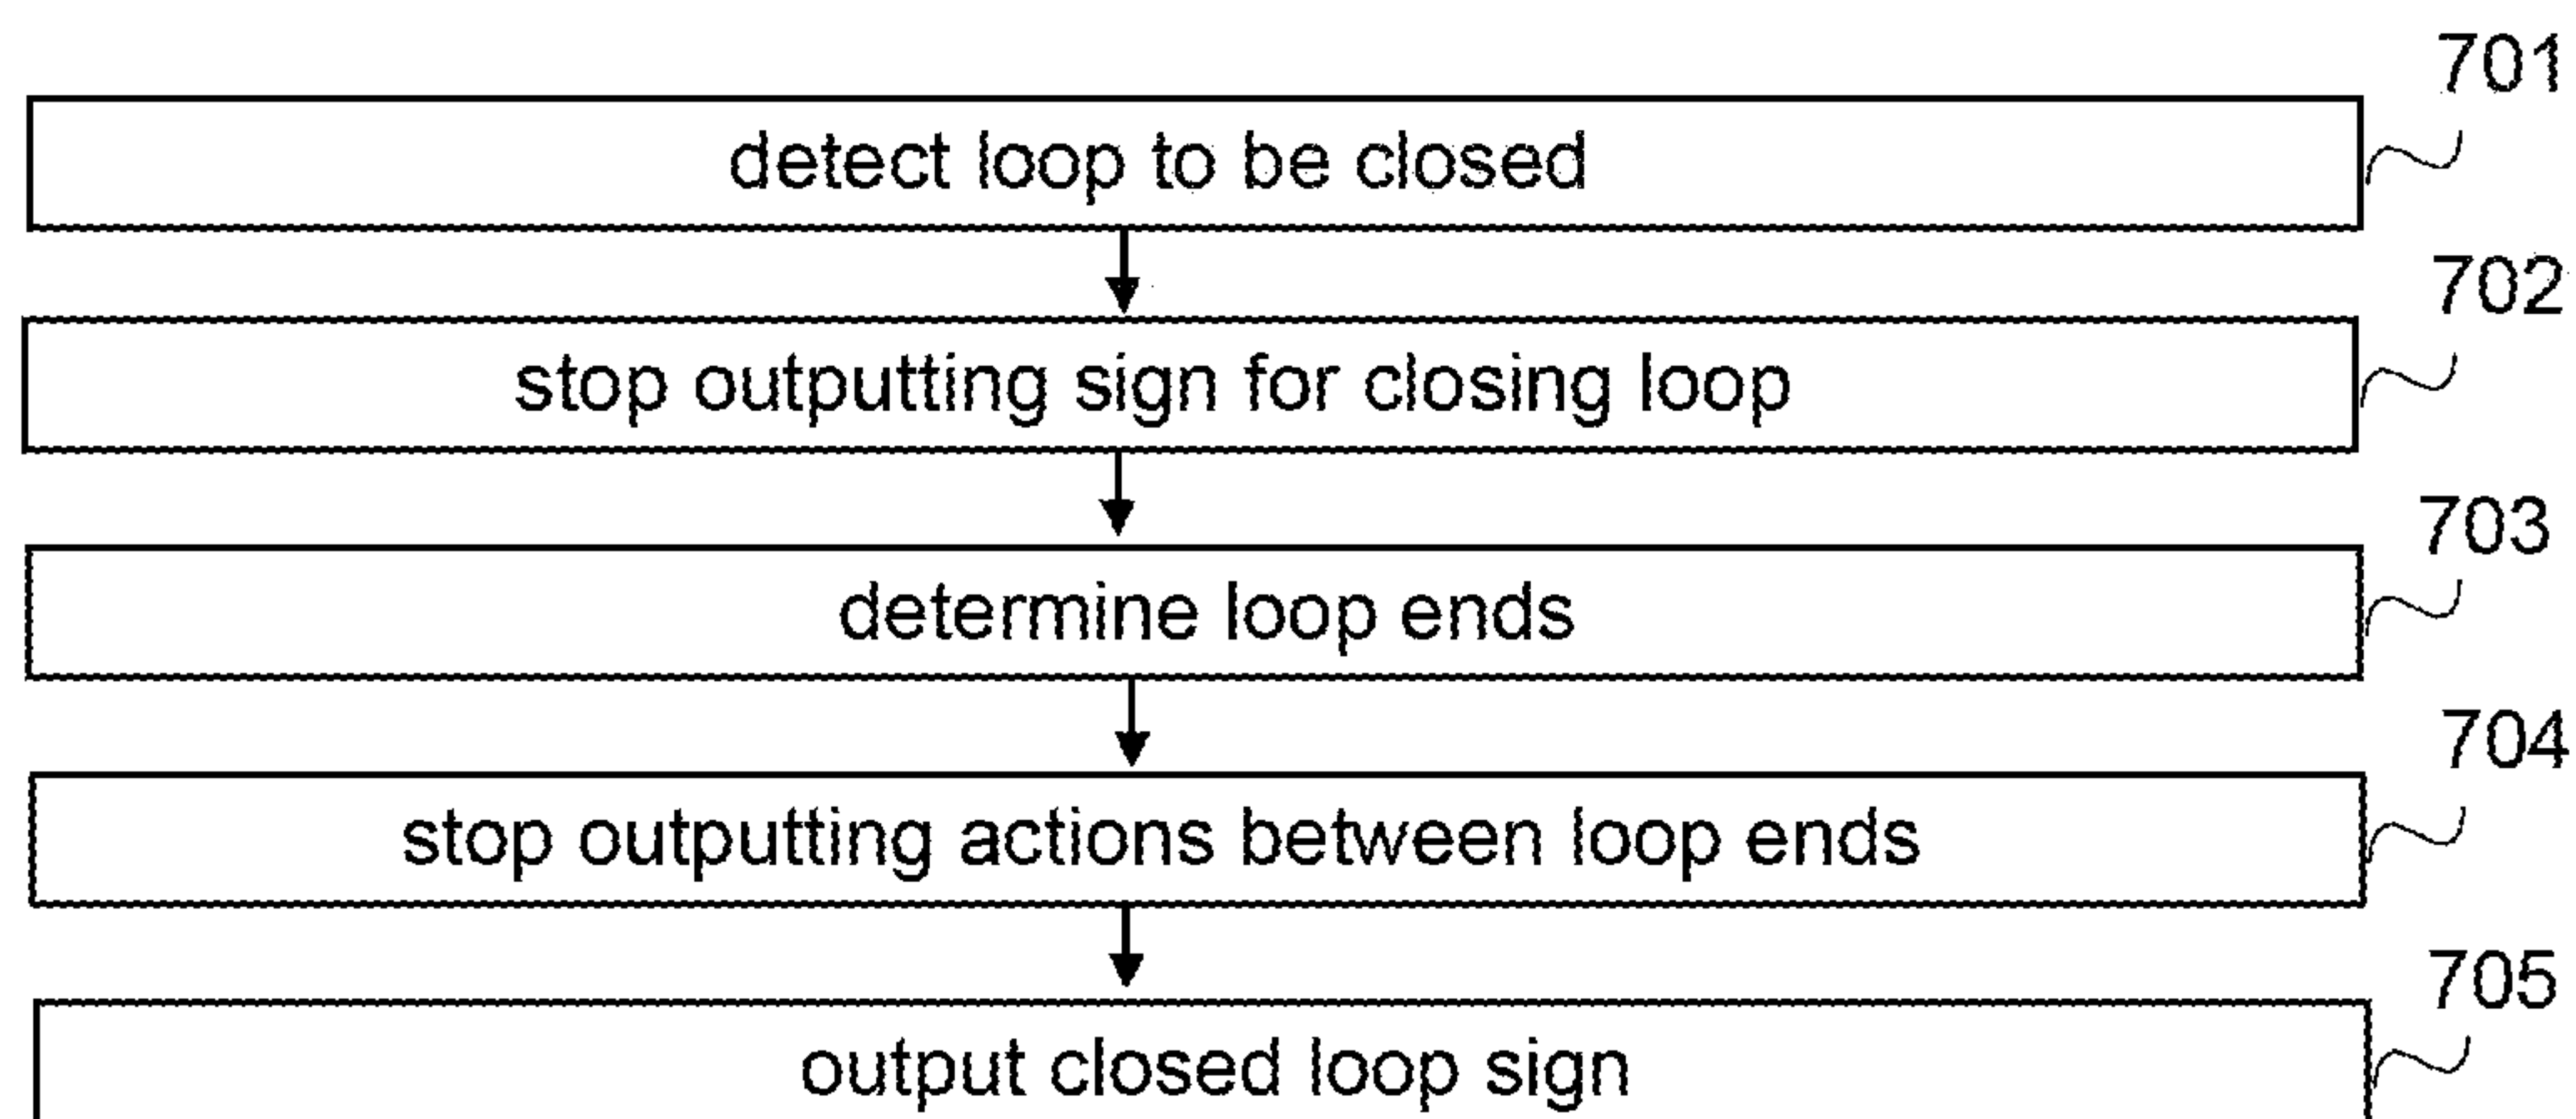 701
detect loop to be closed
702
stop outputting sign for closing loop
703
determine loop ends
704
stop outputting actions between loop ends
705
output closed loop sign